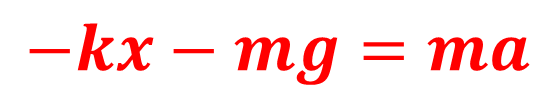 −kx − mg = ma